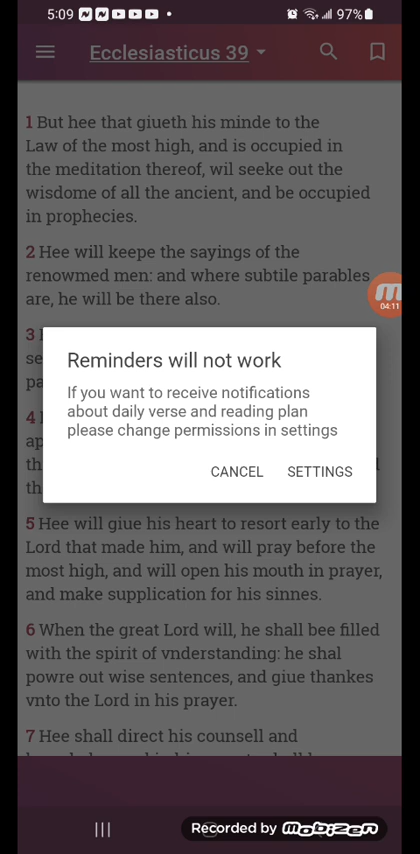 5:09 97%
Ecclesiasticus 39
1 But hee that giueth his minde to the
Law of the most high, and is occupied in
the meditation thereof, wil seeke out the
wisdome of all the ancient, and be occupied
in prophecies.
2 Hee will keepe the sayings of the
renowmed men: and where subtile parables
are, he will be there also.
04:11
3
se
pa
Reminders will not work
If you want to receive notifications
about daily verse and reading plan
please change permissions in settings
CANCEL SETTINGS
4
ap
th
th
5 Hee will giue his heart to resort early to the
Lord that made him, and will pray before the
most high, and will open his mouth in prayer,
and make supplication for his sinnes.
6 When the great Lord will, he shall bee filled
with the spirit of vnderstanding: he shal
powre out wise sentences, and giue thankes
vnto the Lord in his prayer.
7 Hee shall direct his counsell and
Recorded by mobizen